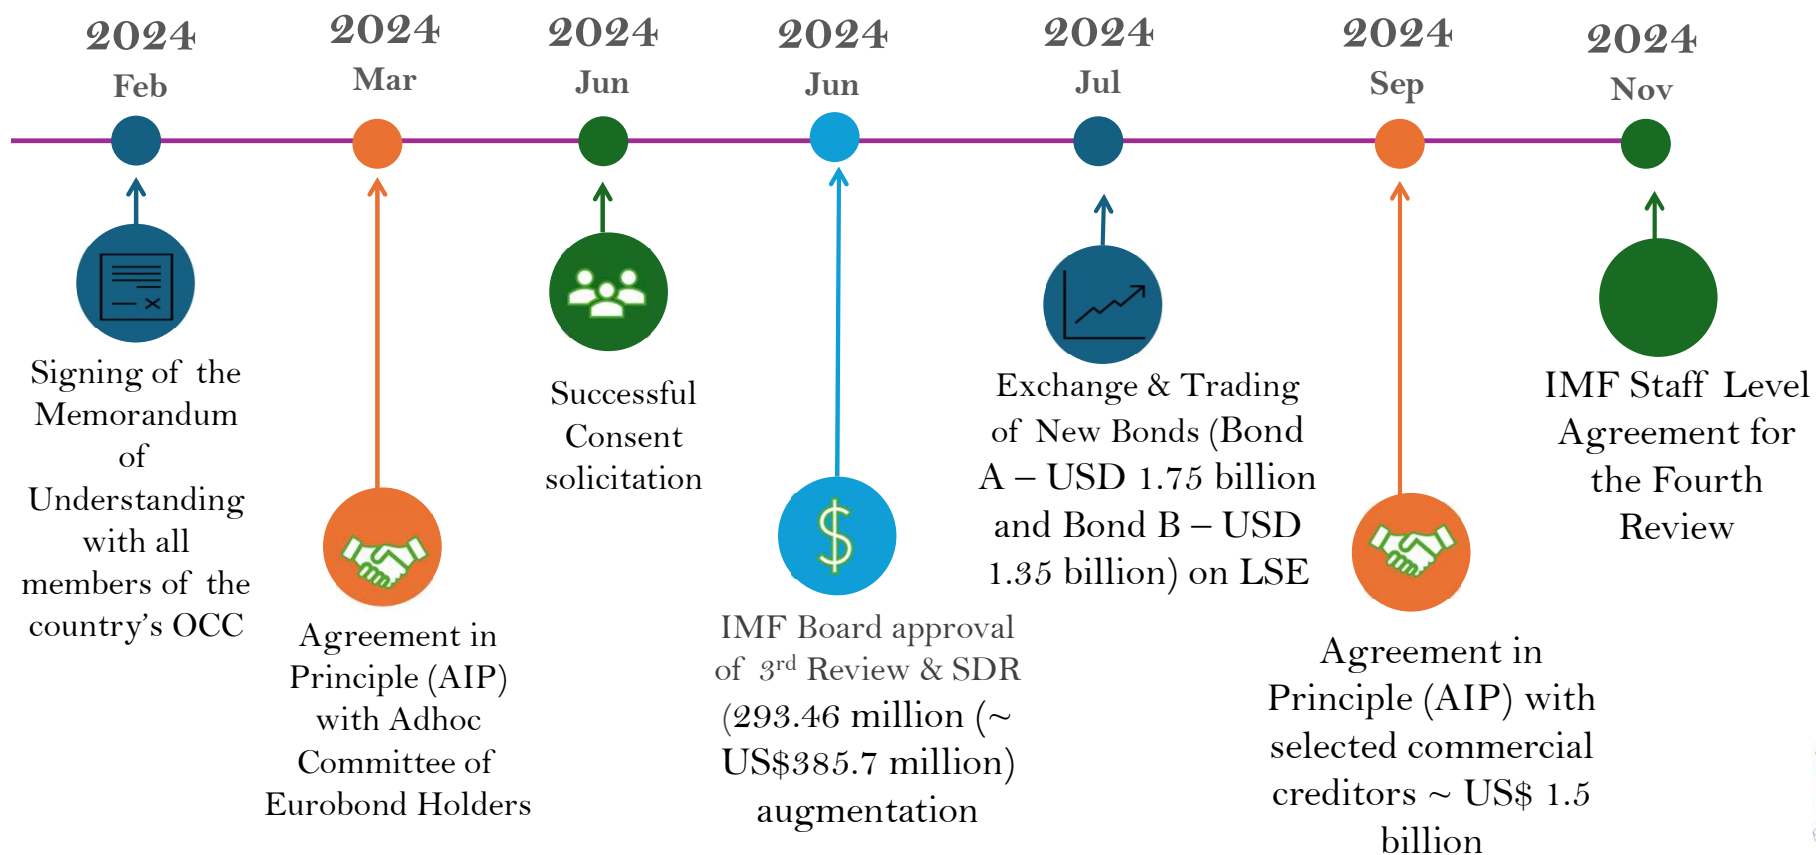 2024
Feb
Signing of the
Memorandum
of
Understanding
with all
members of the
country's OCC
2024
Mar
Agreement in
Principle (AIP)
with Adhoc
Committee of
Eurobond Holders
2024
Jun
Successful
Consent
solicitation
2024
Jun
$
IMF Board approval
of 3rd Review & SDR
(293.46 million (~
US$385.7 million)
augmentation
2024
Jul
Exchange & Trading
of New Bonds (Bond
A – USD 1.75 billion
and Bond B – USD
1.35 billion) on LSE
2024
Sep
Agreement in
Principle (AIP) with
selected commercial
creditors ~ US$ 1.5
billion
2024
Nov
IMF Staff Level
Agreement for
the Fourth
Review